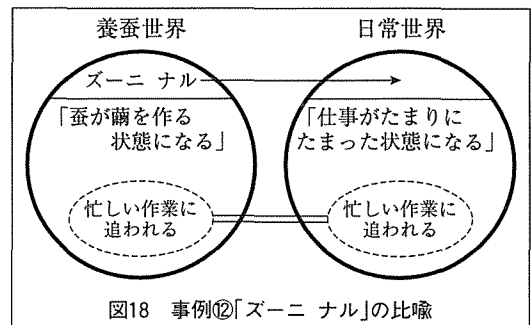 養蚕世界
日常世界
ズーニ ナル
「蚕が繭を作る
状態になる」
「仕事がたまりに
たまった状態になる」
忙しい作業に
追われる
忙しい作業に
追われる
図18 事例⑫「ズーニ ナル」の比喩